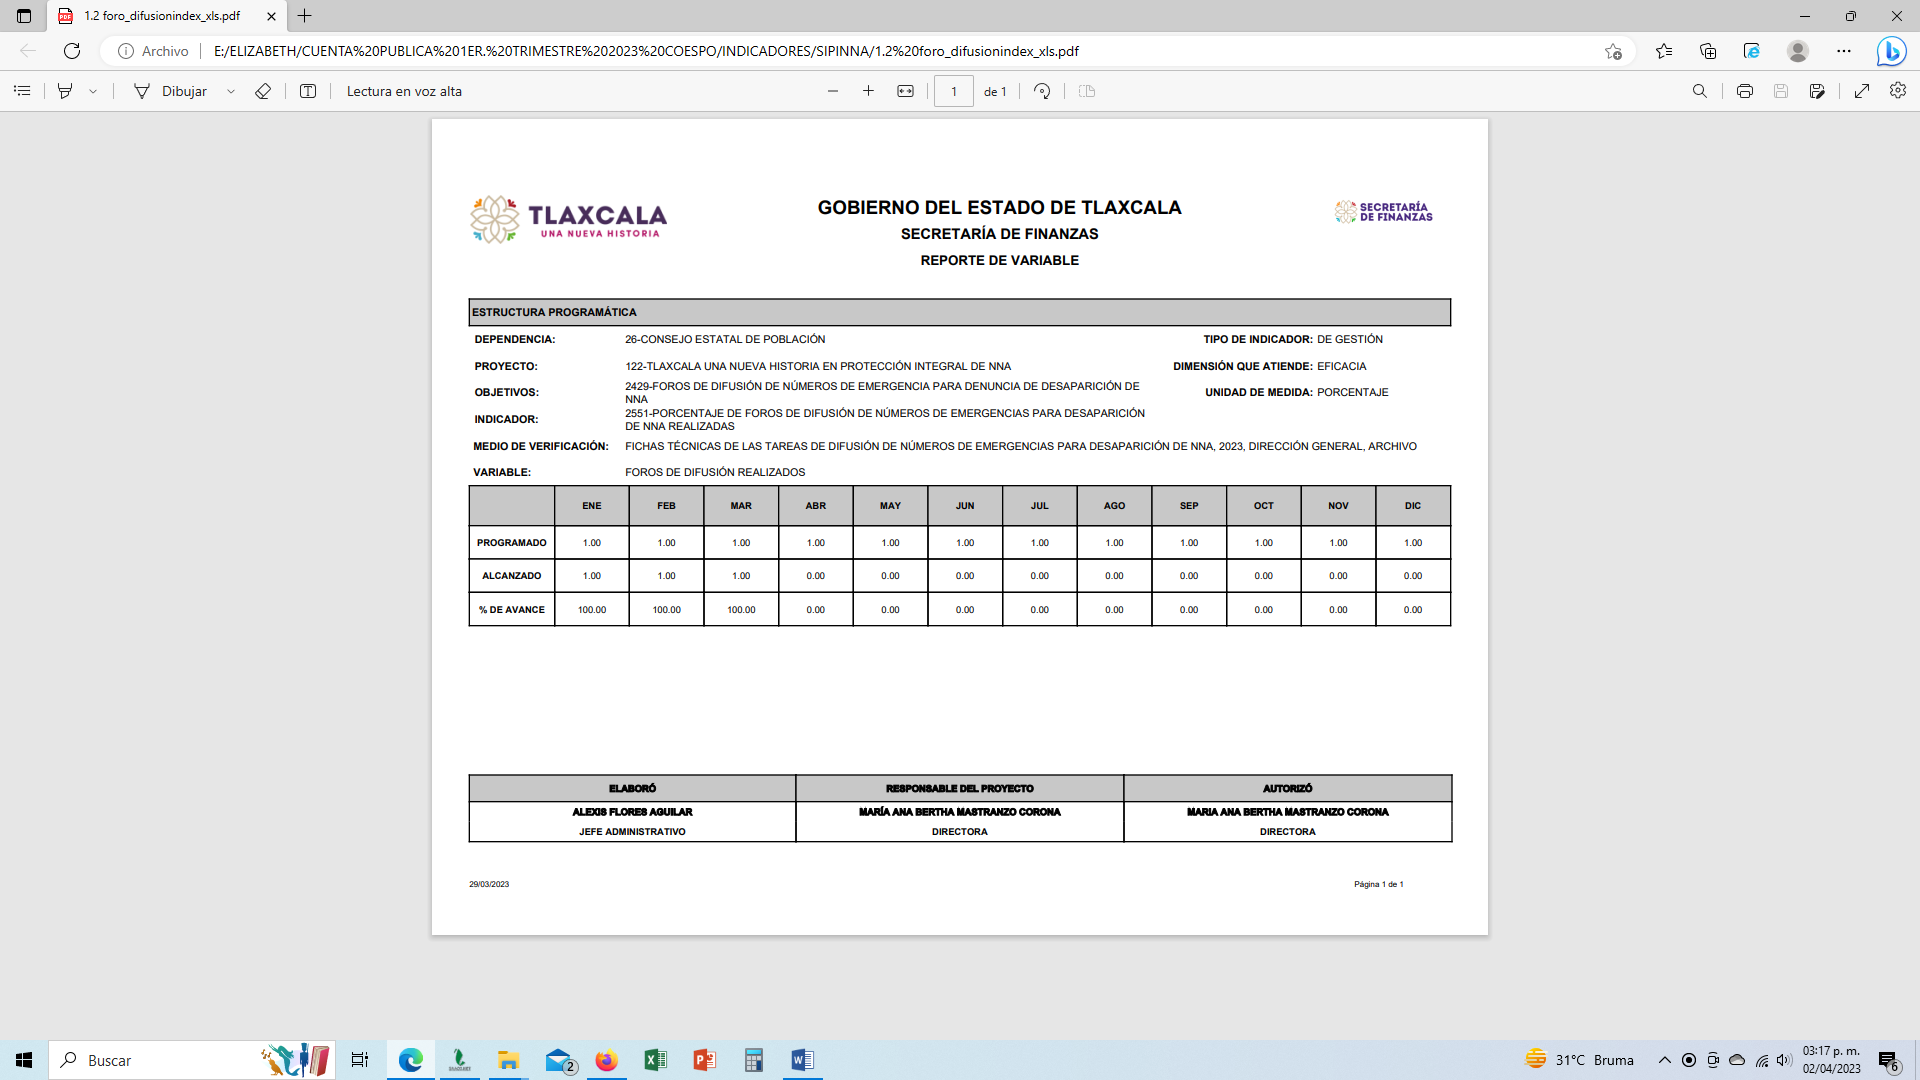 1.2 foro_difusionindex_xls.pdf
Archivo E:/ELIZABETH/CUENTA%20PUBLICA%201ER.%20TRIMESTRE%202023%20COESPO/INDICADORES/SIPINNA/1.2%20foro_difusionindex_xls.pdf
Dibujar Lectura en voz alta 1 de 1
TLAXCALA
UNA NUEVA HISTORIA
GOBIERNO DEL ESTADO DE TLAXCALA
SECRETARÍA DE FINANZAS
REPORTE DE VARIABLE
SECRETARÍA
DE FINANZAS
ESTRUCTURA PROGRAMÁTICA
DEPENDENCIA: 26-CONSEJO ESTATAL DE POBLACIÓN TIPO DE INDICADOR: DE GESTIÓN
PROYECTO: 122-TLAXCALA UNA NUEVA HISTORIA EN PROTECCIÓN INTEGRAL DE NNA DIMENSIÓN QUE ATIENDE: EFICACIA
OBJETIVOS: 2429-FOROS DE DIFUSIÓN DE NÚMEROS DE EMERGENCIA PARA DENUNCIA DE DESAPARICIÓN DE
NNA UNIDAD DE MEDIDA: PORCENTAJE
INDICADOR: 2551-PORCENTAJE DE FOROS DE DIFUSIÓN DE NÚMEROS DE EMERGENCIAS PARA DESAPARICIÓN
DE NNA REALIZADAS
MEDIO DE VERIFICACIÓN: FICHAS TÉCNICAS DE LAS TAREAS DE DIFUSIÓN DE NÚMEROS DE EMERGENCIAS PARA DESAPARICIÓN DE NNA, 2023, DIRECCIÓN GENERAL, ARCHIVO
VARIABLE: FOROS DE DIFUSIÓN REALIZADOS
ENE FEB MAR ABR MAY JUN JUL AGO SEP OCT NOV DIC
PROGRAMADO 1.00 1.00 1.00 1.00 1.00 1.00 1.00 1.00 1.00 1.00 1.00 1.00
ALCANZADO 1.00 1.00 1.00 0.00 0.00 0.00 0.00 0.00 0.00 0.00 0.00 0.00
% DE AVANCE 100.00 100.00 100.00 0.00 0.00 0.00 0.00 0.00 0.00 0.00 0.00 0.00
ELABORÓ RESPONSABLE DEL PROYECTO AUTORIZÓ
ALEXIS FLORES AGUILAR MARÍA ANA BERTHA MASTRANZO CORONA MARIA ANA BERTHA MASTRANZO CORONA
JEFE ADMINISTRATIVO DIRECTORA DIRECTORA
29/03/2023 Página 1 de 1
Buscar
2
31°C Bruma
03:17 p. m.
02/04/2023
6